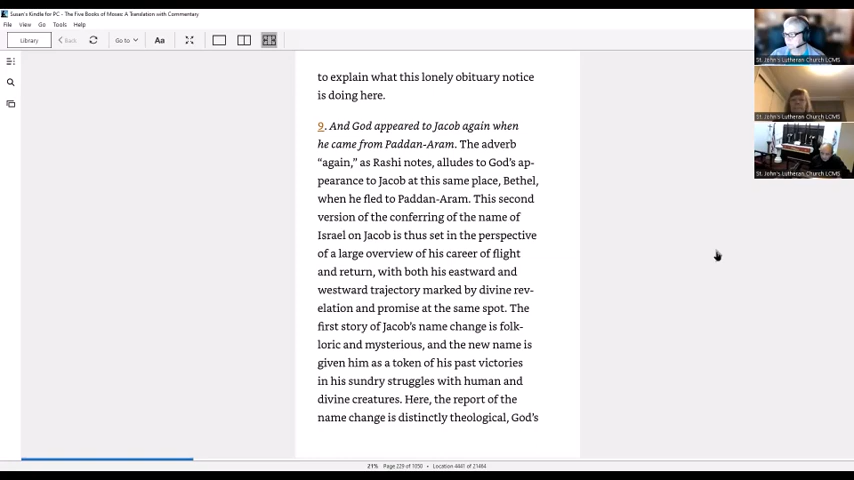 Susan's Kindle for PC - The Five Books of Moses: A Translation with Commentary
File View Go Tools Help
Library Back Go to Aa
to explain what this lonely obituary notice
is doing here.
9. And God appeared to Jacob again when
he came from Paddan-Aram. The adverb
“again,” as Rashi notes, alludes to God's ap-
pearance to Jacob at this same place, Bethel,
when he fled to Paddan-Aram. This second
version of the conferring of the name of
Israel on Jacob is thus set in the perspective
of a large overview of his career of flight
and return, with both his eastward and
westward trajectory marked by divine rev-
elation and promise at the same spot. The
first story of Jacob's name change is folk-
loric and mysterious, and the new name is
given him as a token of his past victories
in his sundry struggles with human and
divine creatures. Here, the report of the
name change is distinctly theological, God's
21% Page 229 of 1050 • Location 4441 of 21484
St. John's Lutheran Church LCMS
St. John's Lutheran Church LCMS
St. John's Lutheran Church LCMS